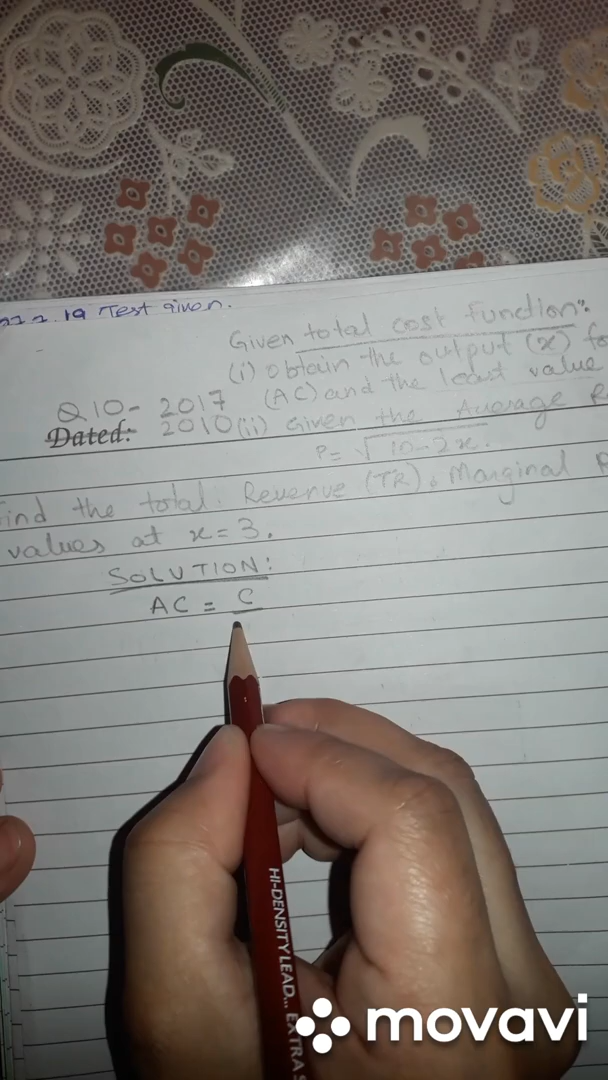 .19 Test given.
Given total cost function:
(i) obtain the output (x) fo
Q10- 2017 (AC) and the least value
Dated: 2010 (ii) Given the Average R
P= √10-2x.
Find the total: Revenue (TR), Marginal R
values at x=3.
SOLUTION:
AC = C
HI-DENSITY LEAD... EXTRA S
movavi